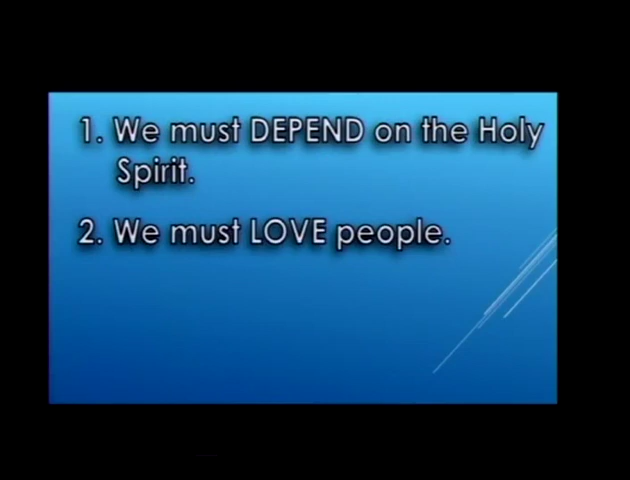 1. We must DEPEND on the Holy
Spirit.
2. We must LOVE people.